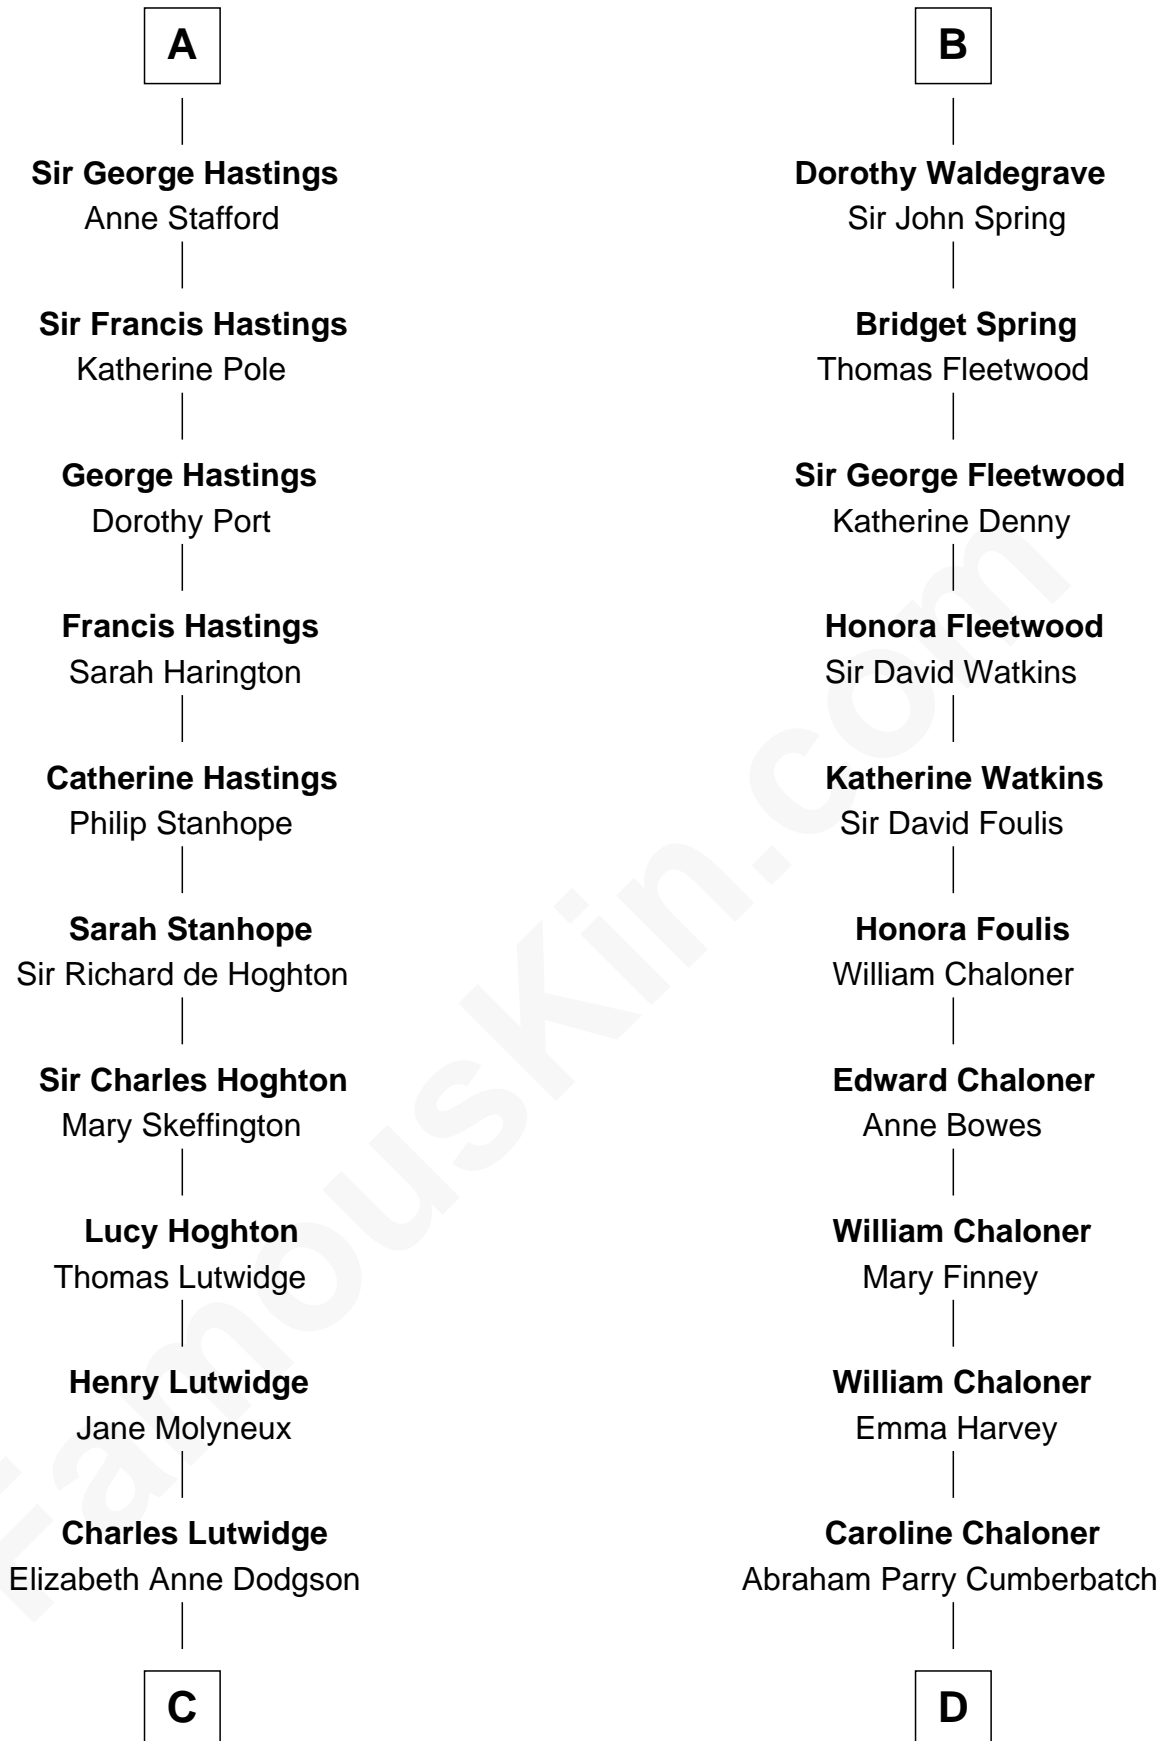 A
Sir George Hastings
Anne Stafford
Sir Francis Hastings
Katherine Pole
George Hastings
Dorothy Port
Francis Hastings
Sarah Harington
Catherine Hastings
Philip Stanhope
Sarah Stanhope
Sir Richard de Hoghton
Sir Charles Hoghton
Mary Skeffington
Lucy Hoghton
Thomas Lutwidge
Henry Lutwidge
Jane Molyneux
Charles Lutwidge
Elizabeth Anne Dodgson
C
B
Dorothy Waldegrave
Sir John Spring
Bridget Spring
Thomas Fleetwood
Sir George Fleetwood
Katherine Denny
Honora Fleetwood
Sir David Watkins
Katherine Watkins
Sir David Foulis
Honora Foulis
William Chaloner
Edward Chaloner
Anne Bowes
William Chaloner
Mary Finney
William Chaloner
Emma Harvey
Caroline Chaloner
Abraham Parry Cumberbatch
D
FamousKin.com